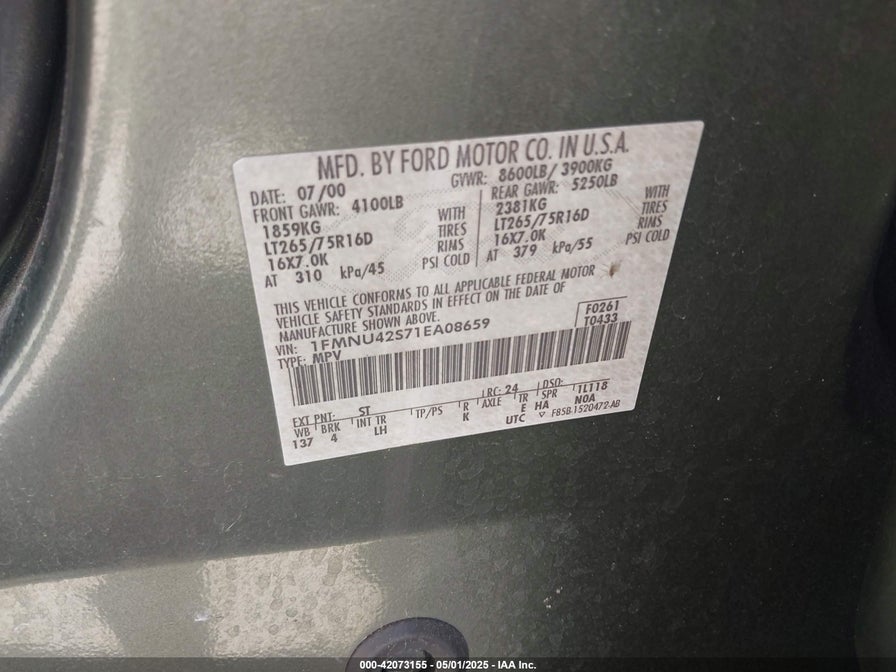 MFD. BY FORD MOTOR CO. IN U.S.A.
DATE: 07/00 GVWR: 8600LB/ 3900KG
FRONT GAWR: 4100LB REAR GAWR: 5250LB
1859KG WITH 2381KG WITH
LT265/75R16D TIRES LT265/75R16D TIRES
16X7.0K RIMS 16X7.0K RIMS
AT 310 kPa/45 PSI COLD AT 379 kPa/55 PSI COLD
THIS VEHICLE CONFORMS TO ALL APPLICABLE FEDERAL MOTOR
VEHICLE SAFETY STANDARDS IN EFFECT ON THE DATE OF
MANUFACTURE SHOWN ABOVE.
VIN: 1FMNU42S71EA08659 F0261
TYPE: MPV T0433
EXT PNT: ST RC: 24 DSO: 1L118
WB BRK INT TR TP/PS R AXLE TR SPR N0A
137 4 LH K E HA
UTC ▽ F85B-1520472-AB
000-42073155 - 05/01/2025 - IAA Inc.